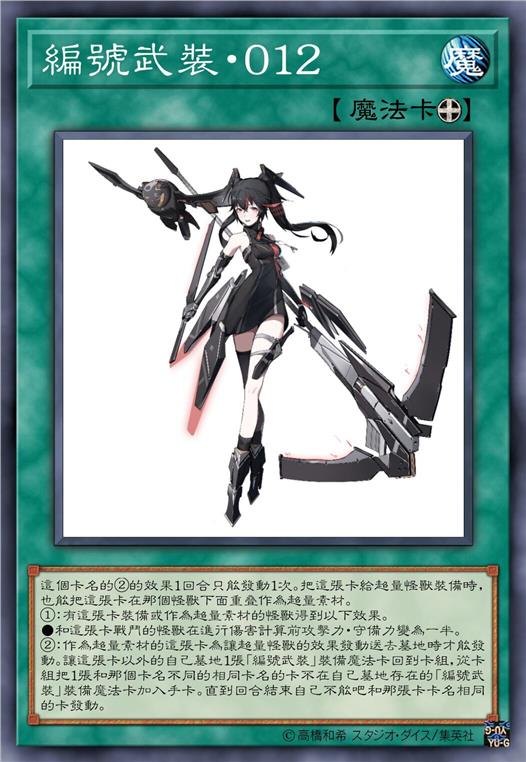 編號武裝・012
魔
【魔法卡】
這個卡名的②的效果1回合只能發動1次。把這張卡給超量怪獸裝備時，
也能把這張卡在那個怪獸下面重疊作為超量素材。
①：有這張卡裝備或作為超量素材的怪獸得到以下效果。
●和這張卡戰鬥的怪獸在進行傷害計算前攻擊力・守備力變為一半。
②：作為超量素材的這張卡為讓超量怪獸的效果發動送去墓地時才能發
動。讓這張卡以外的自己墓地1張「編號武裝」裝備魔法卡回到卡組，從卡
組把1張和那個卡名不同的相同卡名的卡不在自己墓地存在的「編號武
裝」裝備魔法卡加入手卡。直到回合結束自己不能吧和那張卡卡名相同
的卡發動。
©高橋和希 スタジオ・ダイス/集英社
YU-G
YU-G